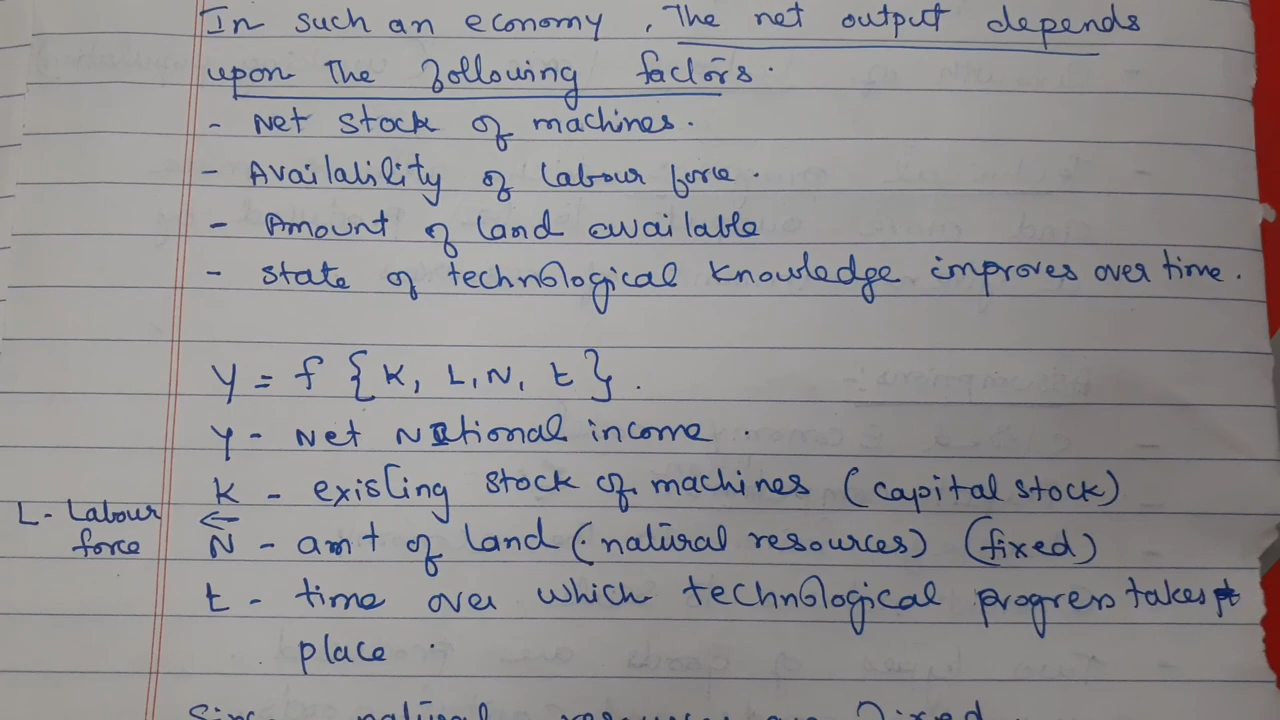 In such an economy, The net output depends
upon The following factors.
- Net stock of machines.
- Availability of labour force.
- Amount of land available
- State of technological knowledge improves over time.
Y = f { K, L, N, t }.
Y - Net National income.
K - existing stock of machines (capital stock)
L - Labour
force
N - amt of land (natural resources) (fixed)
t - time over which technological progress takes
place.
natural